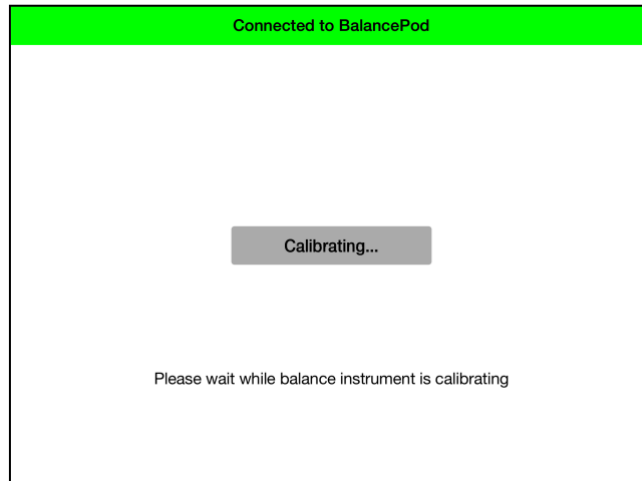 Connected to BalancePod
Calibrating...
Please wait while balance instrument is calibrating